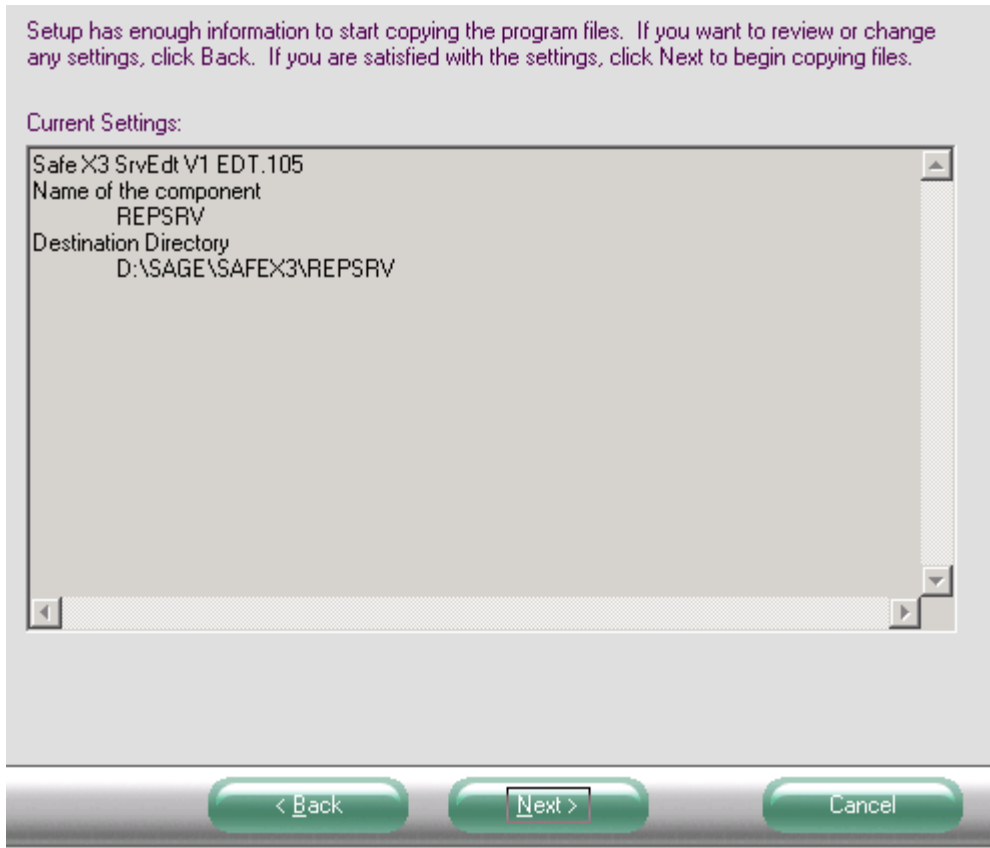 Setup has enough information to start copying the program files.  If you want to review or change
any settings, click Back.  If you are satisfied with the settings, click Next to begin copying files.
Current Settings:
Safe X3 SrvEdt V1 EDT.105
Name of the component
REPSRV
Destination Directory
D:\SAGE\SAFEX3\REPSRV
< Back
Next >
Cancel